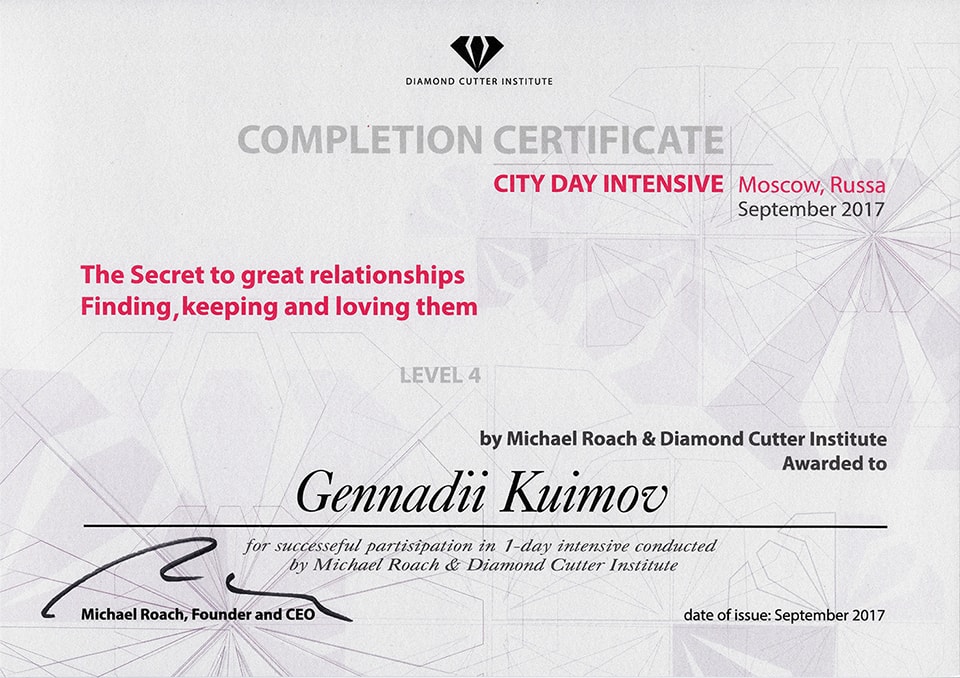 DIAMOND CUTTER INSTITUTE
COMPLETION CERTIFICATE
CITY DAY INTENSIVE Moscow, Russa
September 2017
The Secret to great relationships
Finding, keeping and loving them
LEVEL 4
by Michael Roach & Diamond Cutter Institute
Awarded to
Gennadii Kuimov
for successeful partisipation in 1-day intensive conducted
by Michael Roach & Diamond Cutter Institute
Michael Roach, Founder and CEO
date of issue: September 2017